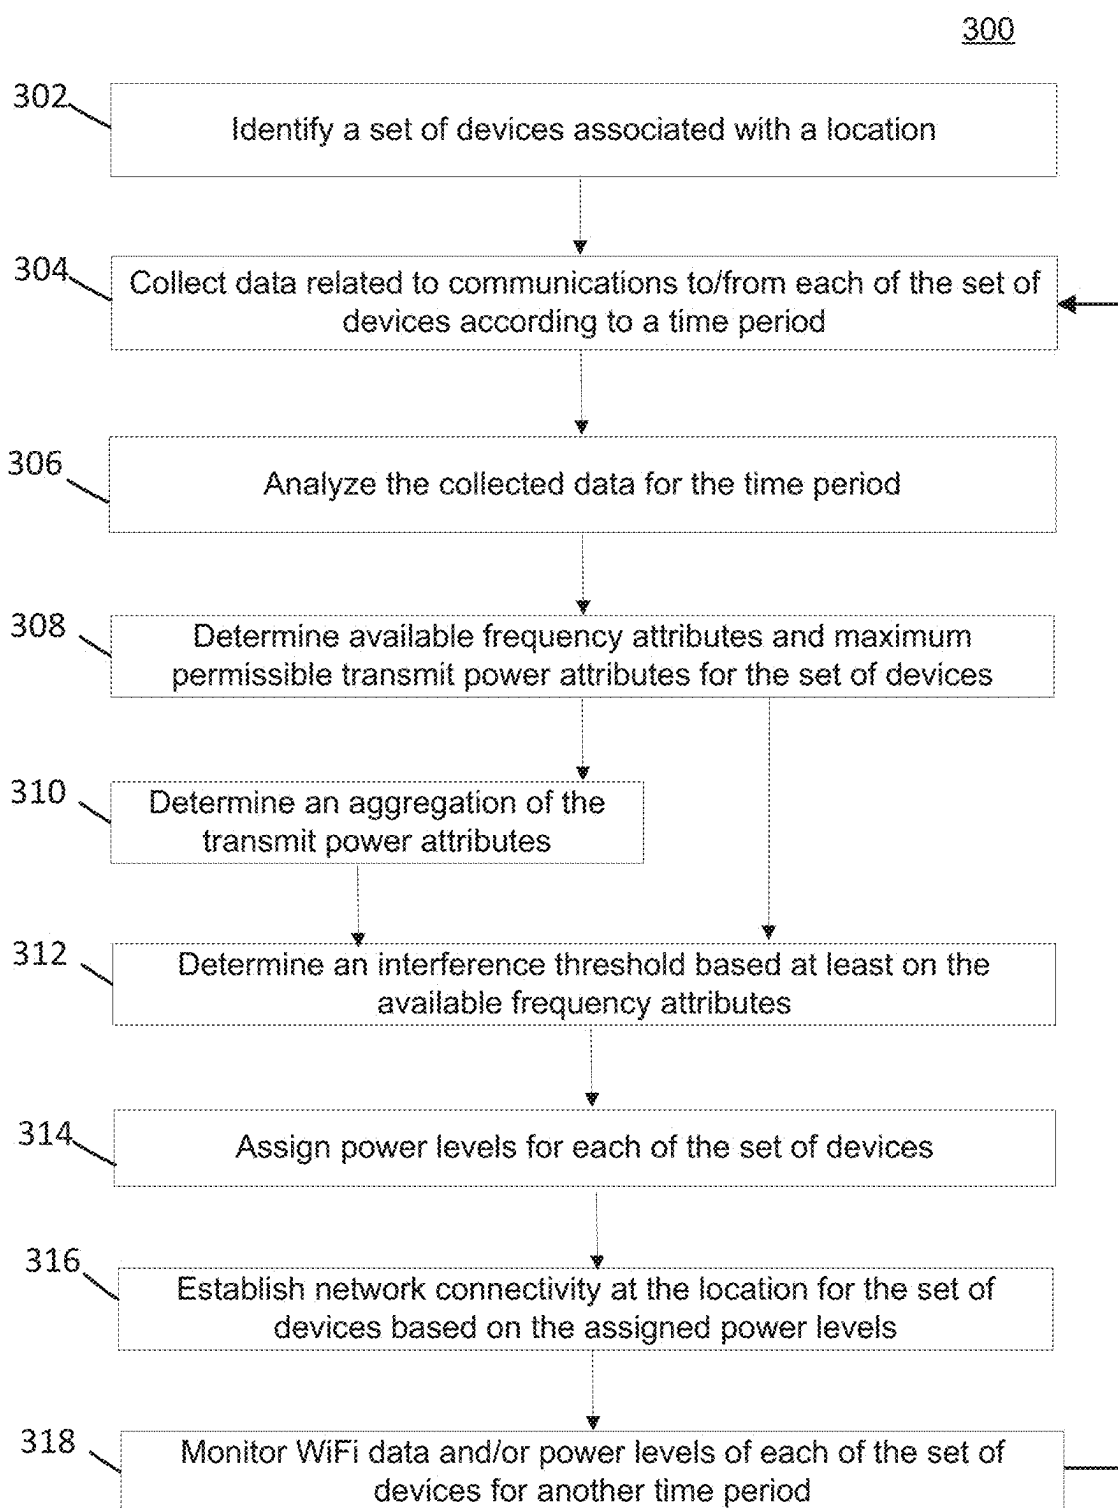 300
302
Identify a set of devices associated with a location
304
Collect data related to communications to/from each of the set of
devices according to a time period
306
Analyze the collected data for the time period
308
Determine available frequency attributes and maximum
permissible transmit power attributes for the set of devices
310
Determine an aggregation of the
transmit power attributes
312
Determine an interference threshold based at least on the
available frequency attributes
314
Assign power levels for each of the set of devices
316
Establish network connectivity at the location for the set of
devices based on the assigned power levels
318
Monitor WiFi data and/or power levels of each of the set of
devices for another time period